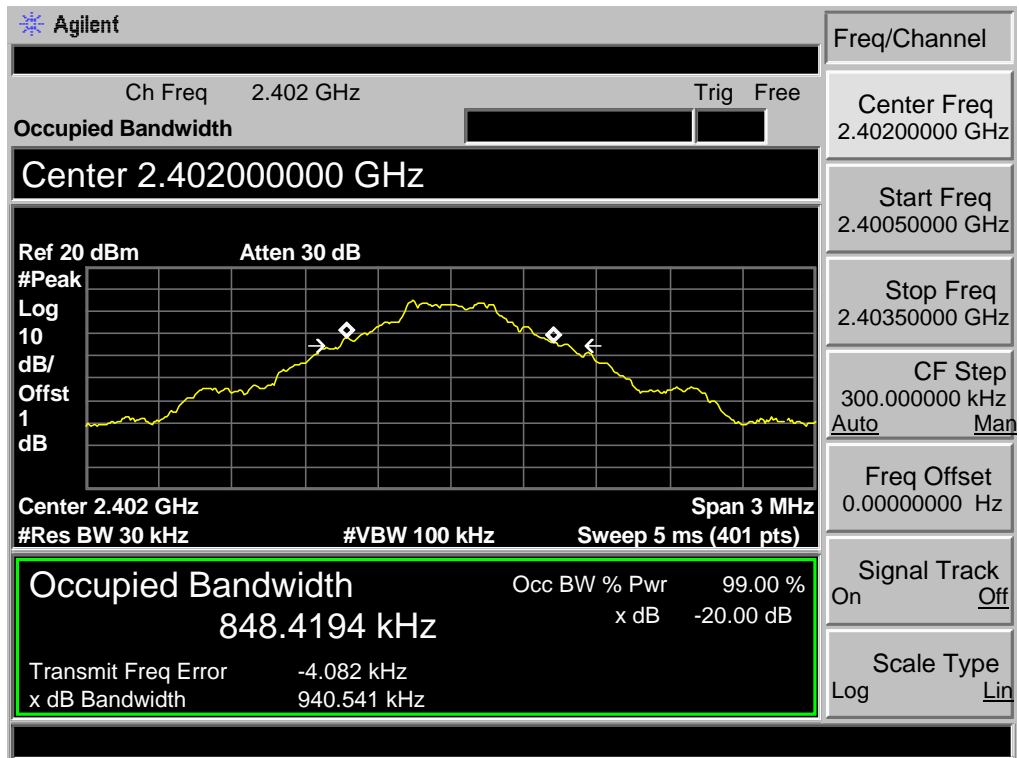 Agilent
Freq/Channel
Ch Freq 2.402 GHz Trig Free
Occupied Bandwidth
Center 2.402000000 GHz
Ref 20 dBm Atten 30 dB
#Peak
Log
10
dB/
Offst
1
dB
Center 2.402 GHz Span 3 MHz
#Res BW 30 kHz #VBW 100 kHz Sweep 5 ms (401 pts)
Occupied Bandwidth
848.4194 kHz
Occ BW % Pwr 99.00 %
x dB -20.00 dB
Transmit Freq Error -4.082 kHz
x dB Bandwidth 940.541 kHz
Center Freq
2.40200000 GHz
Start Freq
2.40050000 GHz
Stop Freq
2.40350000 GHz
CF Step
300.000000 kHz
Auto Man
Freq Offset
0.00000000 Hz
Signal Track
On Off
Scale Type
Log Lin